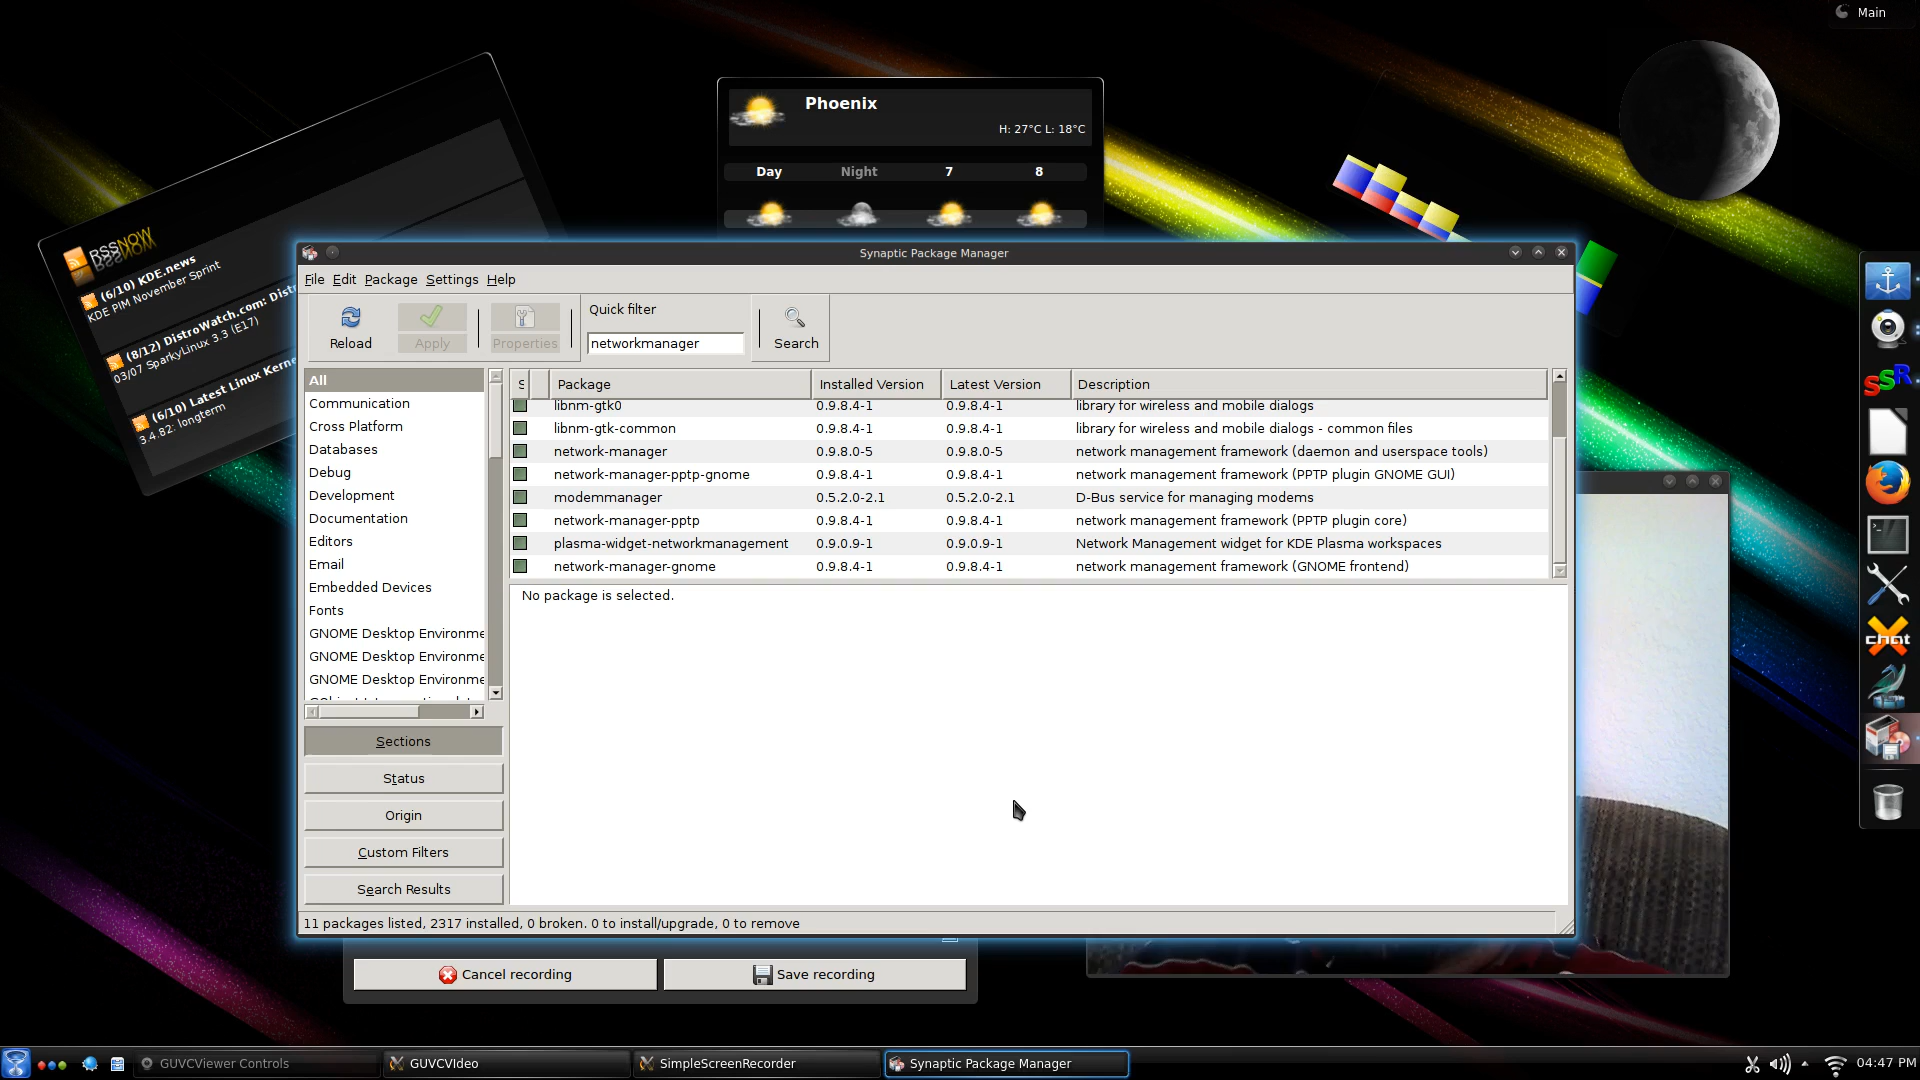 Main
Phoenix
H: 27°C L: 18°C
Day Night 7 8
RSSNOW
(6/10) KDE.news
KDE PIM November Sprint
(8/12) DistroWatch.com: Distr
03/07 SparkyLinux 3.3 (E17)
(6/10) Latest Linux Kerne
3.4.82: longterm
Synaptic Package Manager
File Edit Package Settings Help
Reload
Apply
Properties
Quick filter
networkmanager
Search
All
Communication
Cross Platform
Databases
Debug
Development
Documentation
Editors
Email
Embedded Devices
Fonts
GNOME Desktop Environme
GNOME Desktop Environme
GNOME Desktop Environme
S Package Installed Version Latest Version Description
libnm-gtk0 0.9.8.4-1 0.9.8.4-1 library for wireless and mobile dialogs
libnm-gtk-common 0.9.8.4-1 0.9.8.4-1 library for wireless and mobile dialogs - common files
network-manager 0.9.8.0-5 0.9.8.0-5 network management framework (daemon and userspace tools)
network-manager-pptp-gnome 0.9.8.4-1 0.9.8.4-1 network management framework (PPTP plugin GNOME GUI)
modemmanager 0.5.2.0-2.1 0.5.2.0-2.1 D-Bus service for managing modems
network-manager-pptp 0.9.8.4-1 0.9.8.4-1 network management framework (PPTP plugin core)
plasma-widget-networkmanagement 0.9.0.9-1 0.9.0.9-1 Network Management widget for KDE Plasma workspaces
network-manager-gnome 0.9.8.4-1 0.9.8.4-1 network management framework (GNOME frontend)
No package is selected.
Sections
Status
Origin
Custom Filters
Search Results
11 packages listed, 2317 installed, 0 broken. 0 to install/upgrade, 0 to remove
Cancel recording
Save recording
SSR
chat
GUVCViewer Controls
GUVCVIdeo
SimpleScreenRecorder
Synaptic Package Manager
04:47 PM